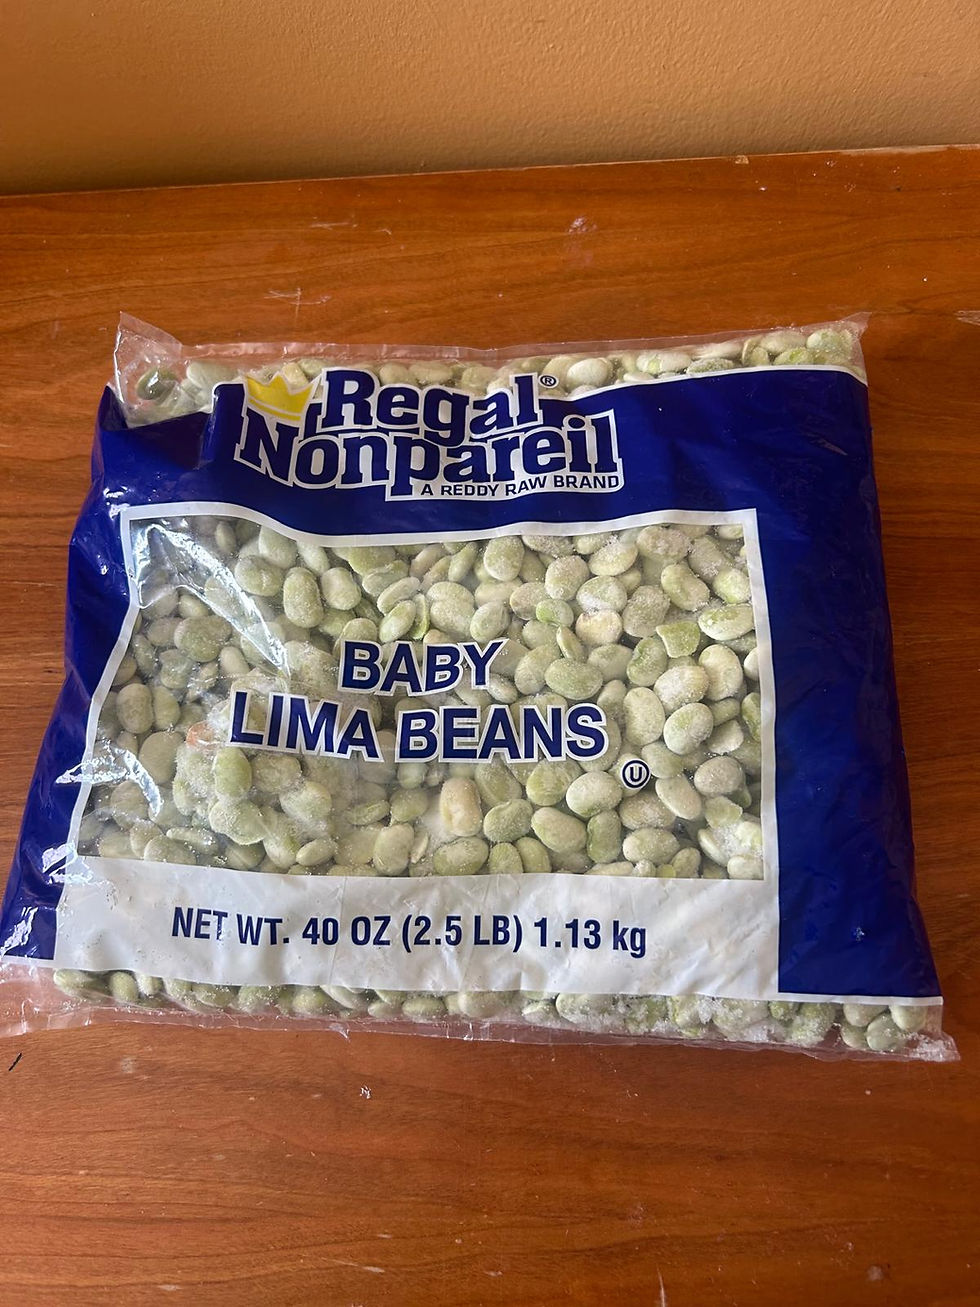 Regal®
Nonpareil
A REDDY RAW BRAND
BABY
LIMA BEANS
U
NET WT. 40 OZ (2.5 LB) 1.13 kg